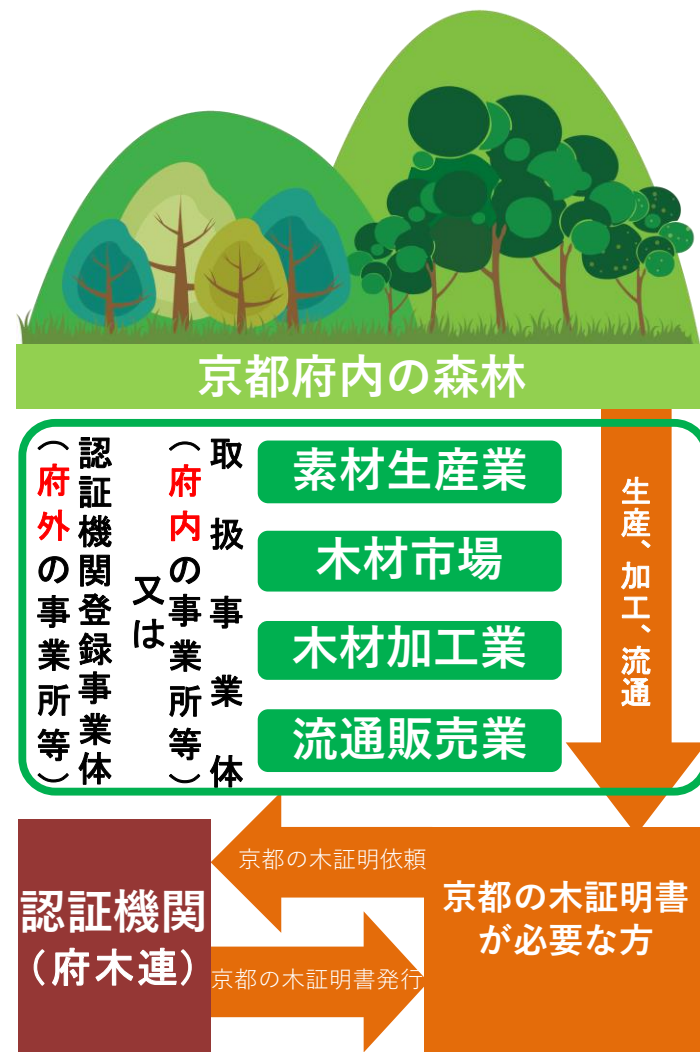 京都府内の森林
取扱事業体
（府内の事業所等）
又は
認証機関登録事業体
（府外の事業所等）
素材生産業
木材市場
木材加工業
流通販売業
生産、加工、流通
京都の木証明依頼
京都の木証明書
が必要な方
認証機関
（府木連）
京都の木証明書発行